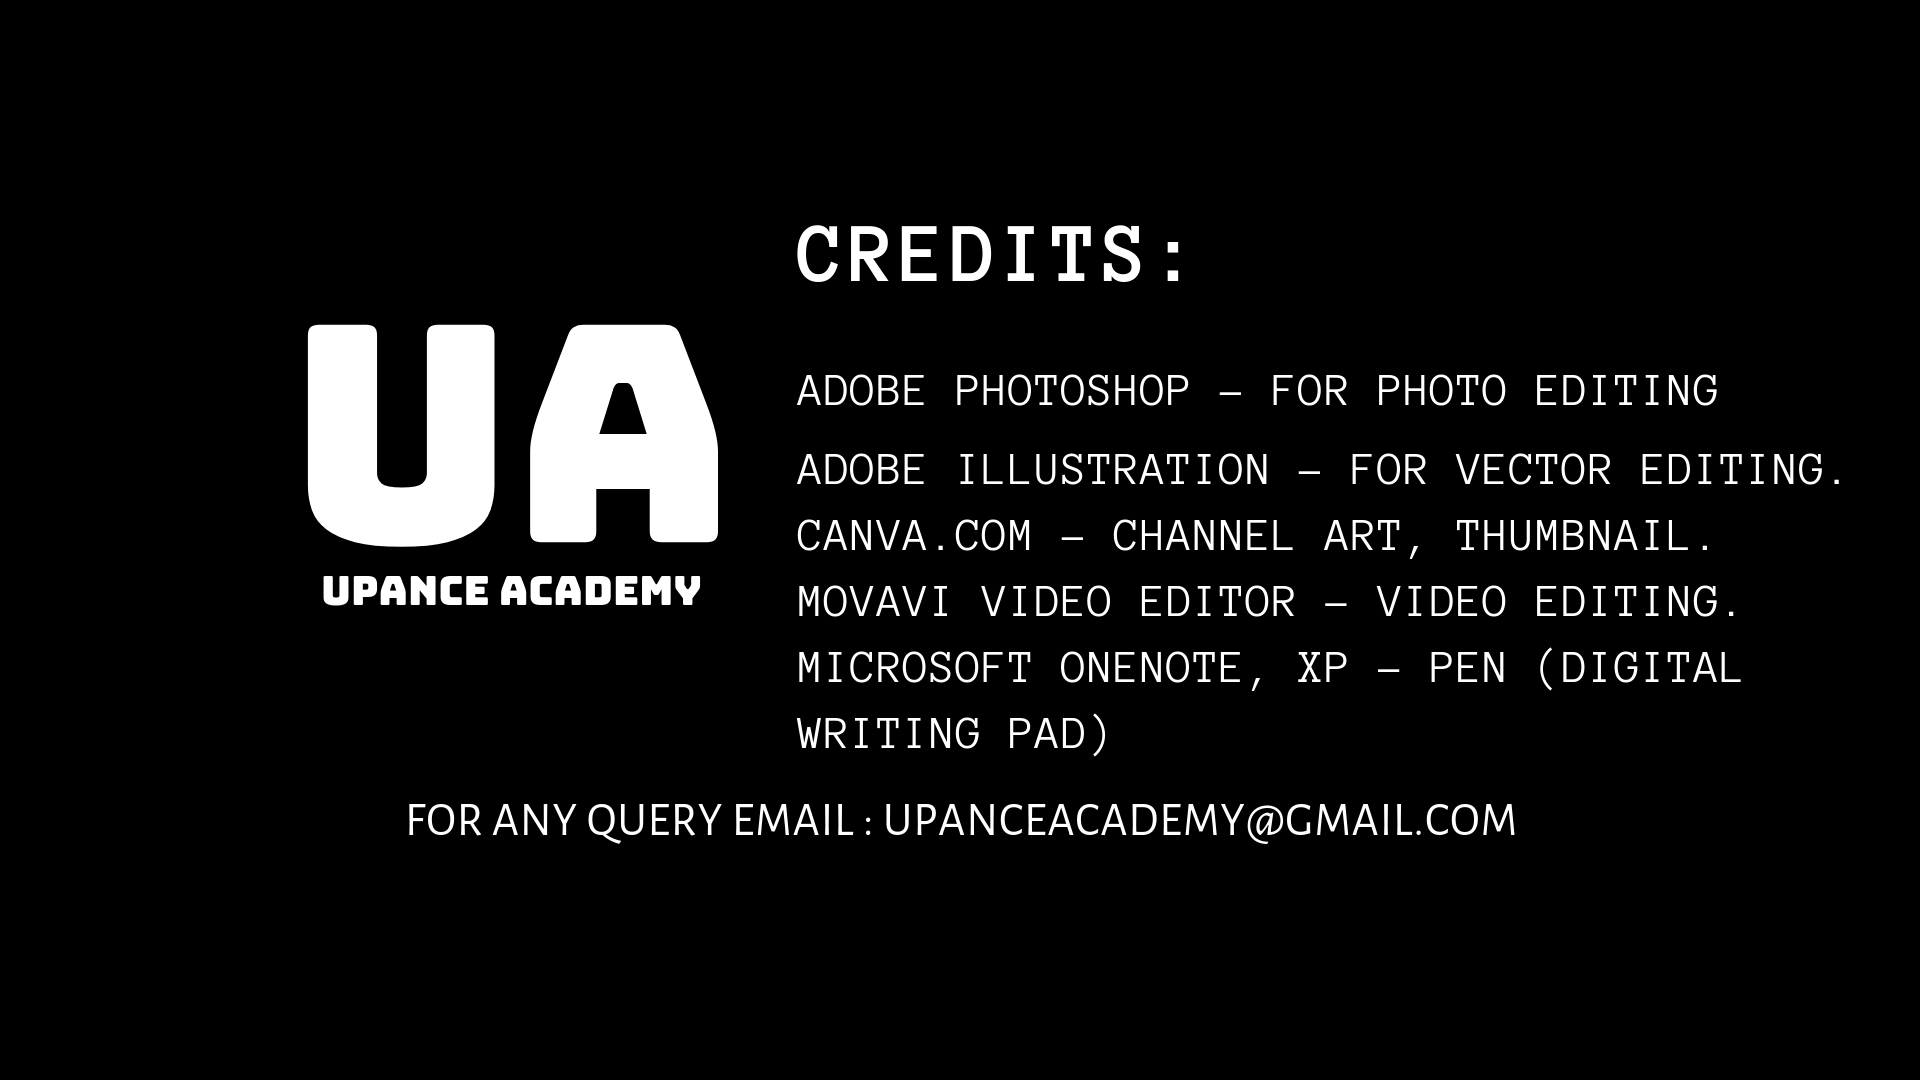 CREDITS:
UA
UPANCE ACADEMY
ADOBE PHOTOSHOP – FOR PHOTO EDITING
ADOBE ILLUSTRATION – FOR VECTOR EDITING.
CANVA.COM – CHANNEL ART, THUMBNAIL.
MOVAVI VIDEO EDITOR – VIDEO EDITING.
MICROSOFT ONENOTE, XP – PEN (DIGITAL
WRITING PAD)
FOR ANY QUERY EMAIL : UPANCEACADEMY@GMAIL.COM